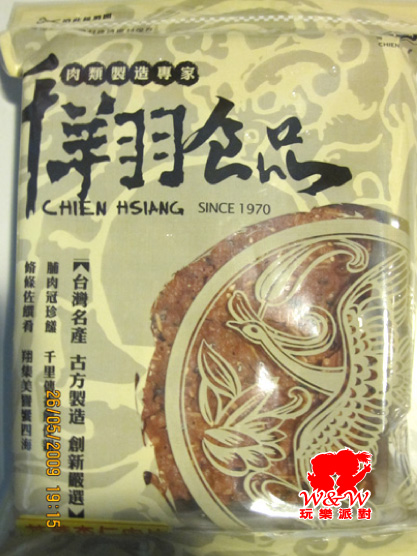 肉類製造專家
千翔食品
CHIEN HSIANG SINCE 1970
【台灣名產 古方製造 創新嚴選】
脯肉冠珍饈 千里傳
脩條佐饌肴 翔集美寶饗四海
26/05/2009 19:15
W&W
玩樂派對